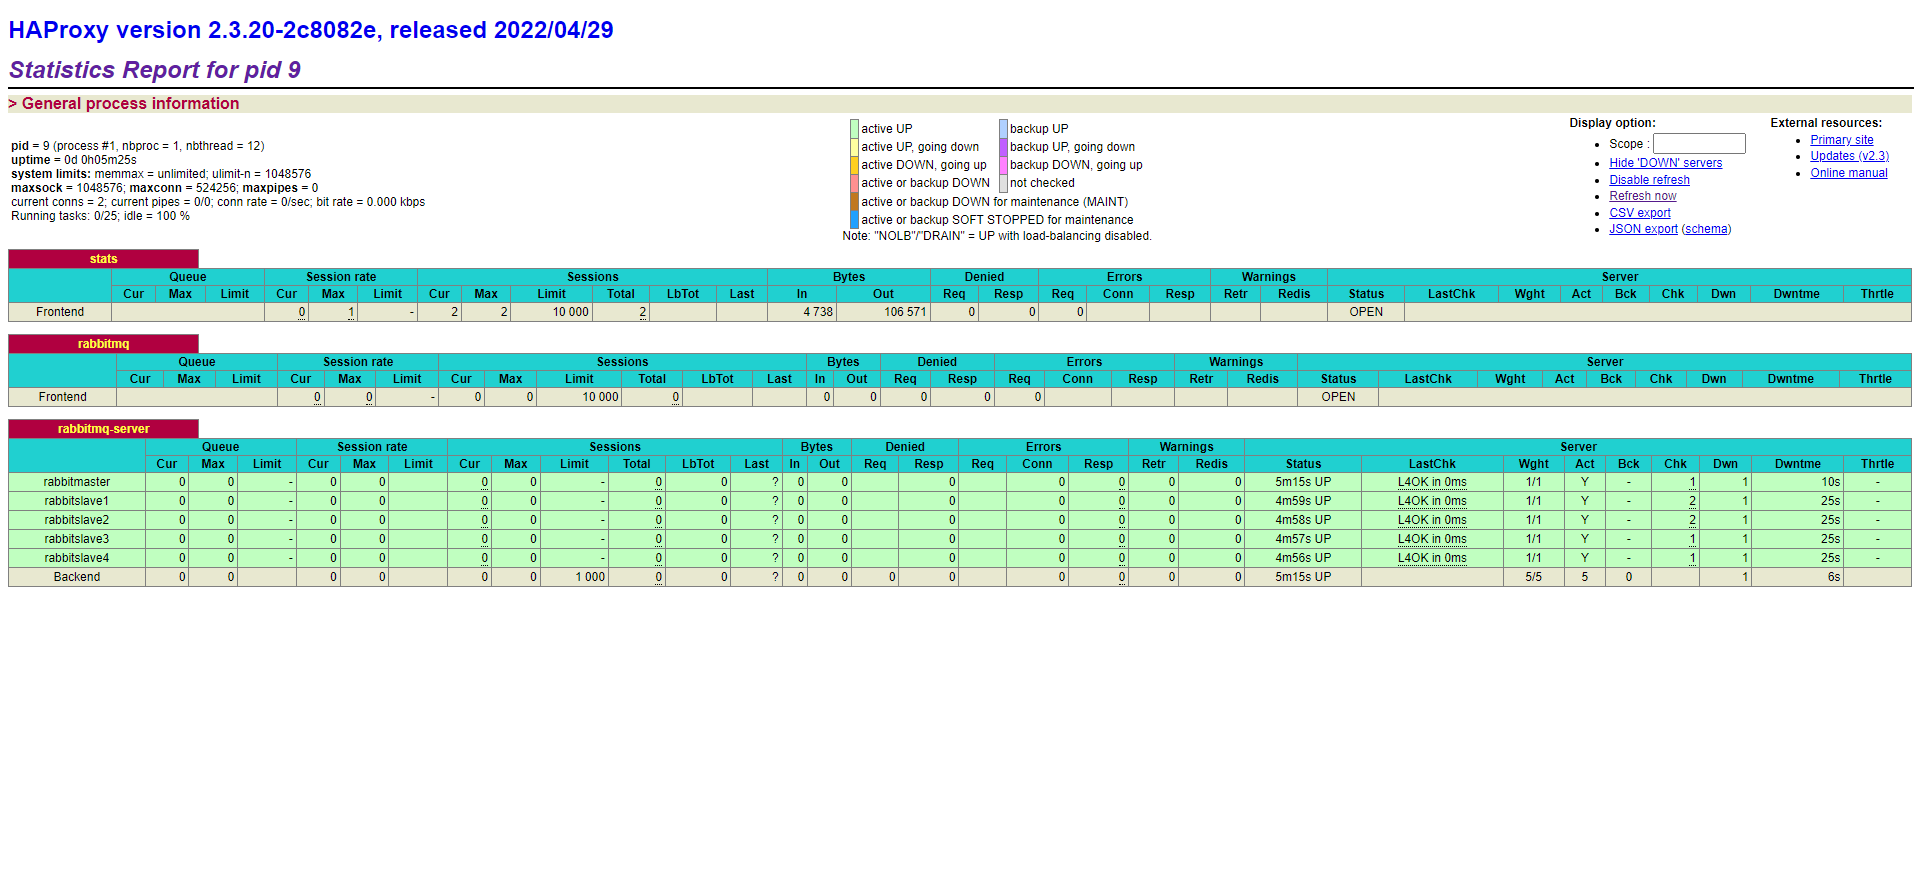 HAProxy version 2.3.20-2c8082e, released 2022/04/29
Statistics Report for pid 9
> General process information
pid = 9 (process #1, nbproc = 1, nbthread = 12)
uptime = 0d 0h05m25s
system limits: memmax = unlimited; ulimit-n = 1048576
maxsock = 1048576; maxconn = 524256; maxpipes = 0
current conns = 2; current pipes = 0/0; conn rate = 0/sec; bit rate = 0.000 kbps
Running tasks: 0/25; idle = 100 %
active UP backup UP
active UP, going down backup UP, going down
active DOWN, going up backup DOWN, going up
active or backup DOWN not checked
active or backup DOWN for maintenance (MAINT)
active or backup SOFT STOPPED for maintenance
Note: "NOLB"/"DRAIN" = UP with load-balancing disabled.
Display option:
• Scope :
• Hide 'DOWN' servers
• Disable refresh
• Refresh now
• CSV export
• JSON export (schema)
External resources:
• Primary site
• Updates (v2.3)
• Online manual
stats
Queue Session rate Sessions Bytes Denied Errors Warnings Server
Cur Max Limit Cur Max Limit Cur Max Limit Total LbTot Last In Out Req Resp Req Conn Resp Retr Redis Status LastChk Wght Act Bck Chk Dwn Dwntme Thrtle
Frontend 0 1 - 2 2 10 000 2 4 738 106 571 0 0 0 OPEN
rabbitmq
Queue Session rate Sessions Bytes Denied Errors Warnings Server
Cur Max Limit Cur Max Limit Cur Max Limit Total LbTot Last In Out Req Resp Req Conn Resp Retr Redis Status LastChk Wght Act Bck Chk Dwn Dwntme Thrtle
Frontend 0 0 - 0 0 10 000 0 0 0 0 0 0 OPEN
rabbitmq-server
Queue Session rate Sessions Bytes Denied Errors Warnings Server
Cur Max Limit Cur Max Limit Cur Max Limit Total LbTot Last In Out Req Resp Req Conn Resp Retr Redis Status LastChk Wght Act Bck Chk Dwn Dwntme Thrtle
rabbitmaster 0 0 - 0 0 0 0 - 0 0 ? 0 0 0 0 0 0 0 5m15s UP L4OK in 0ms 1/1 Y - 1 1 10s -
rabbitslave1 0 0 - 0 0 0 0 - 0 0 ? 0 0 0 0 0 0 0 4m59s UP L4OK in 0ms 1/1 Y - 2 1 25s -
rabbitslave2 0 0 - 0 0 0 0 - 0 0 ? 0 0 0 0 0 0 0 4m58s UP L4OK in 0ms 1/1 Y - 2 1 25s -
rabbitslave3 0 0 - 0 0 0 0 - 0 0 ? 0 0 0 0 0 0 0 4m57s UP L4OK in 0ms 1/1 Y - 1 1 25s -
rabbitslave4 0 0 - 0 0 0 0 - 0 0 ? 0 0 0 0 0 0 0 4m56s UP L4OK in 0ms 1/1 Y - 1 1 25s -
Backend 0 0 0 0 0 0 1 000 0 0 ? 0 0 0 0 0 0 0 0 5m15s UP 5/5 5 0 1 6s